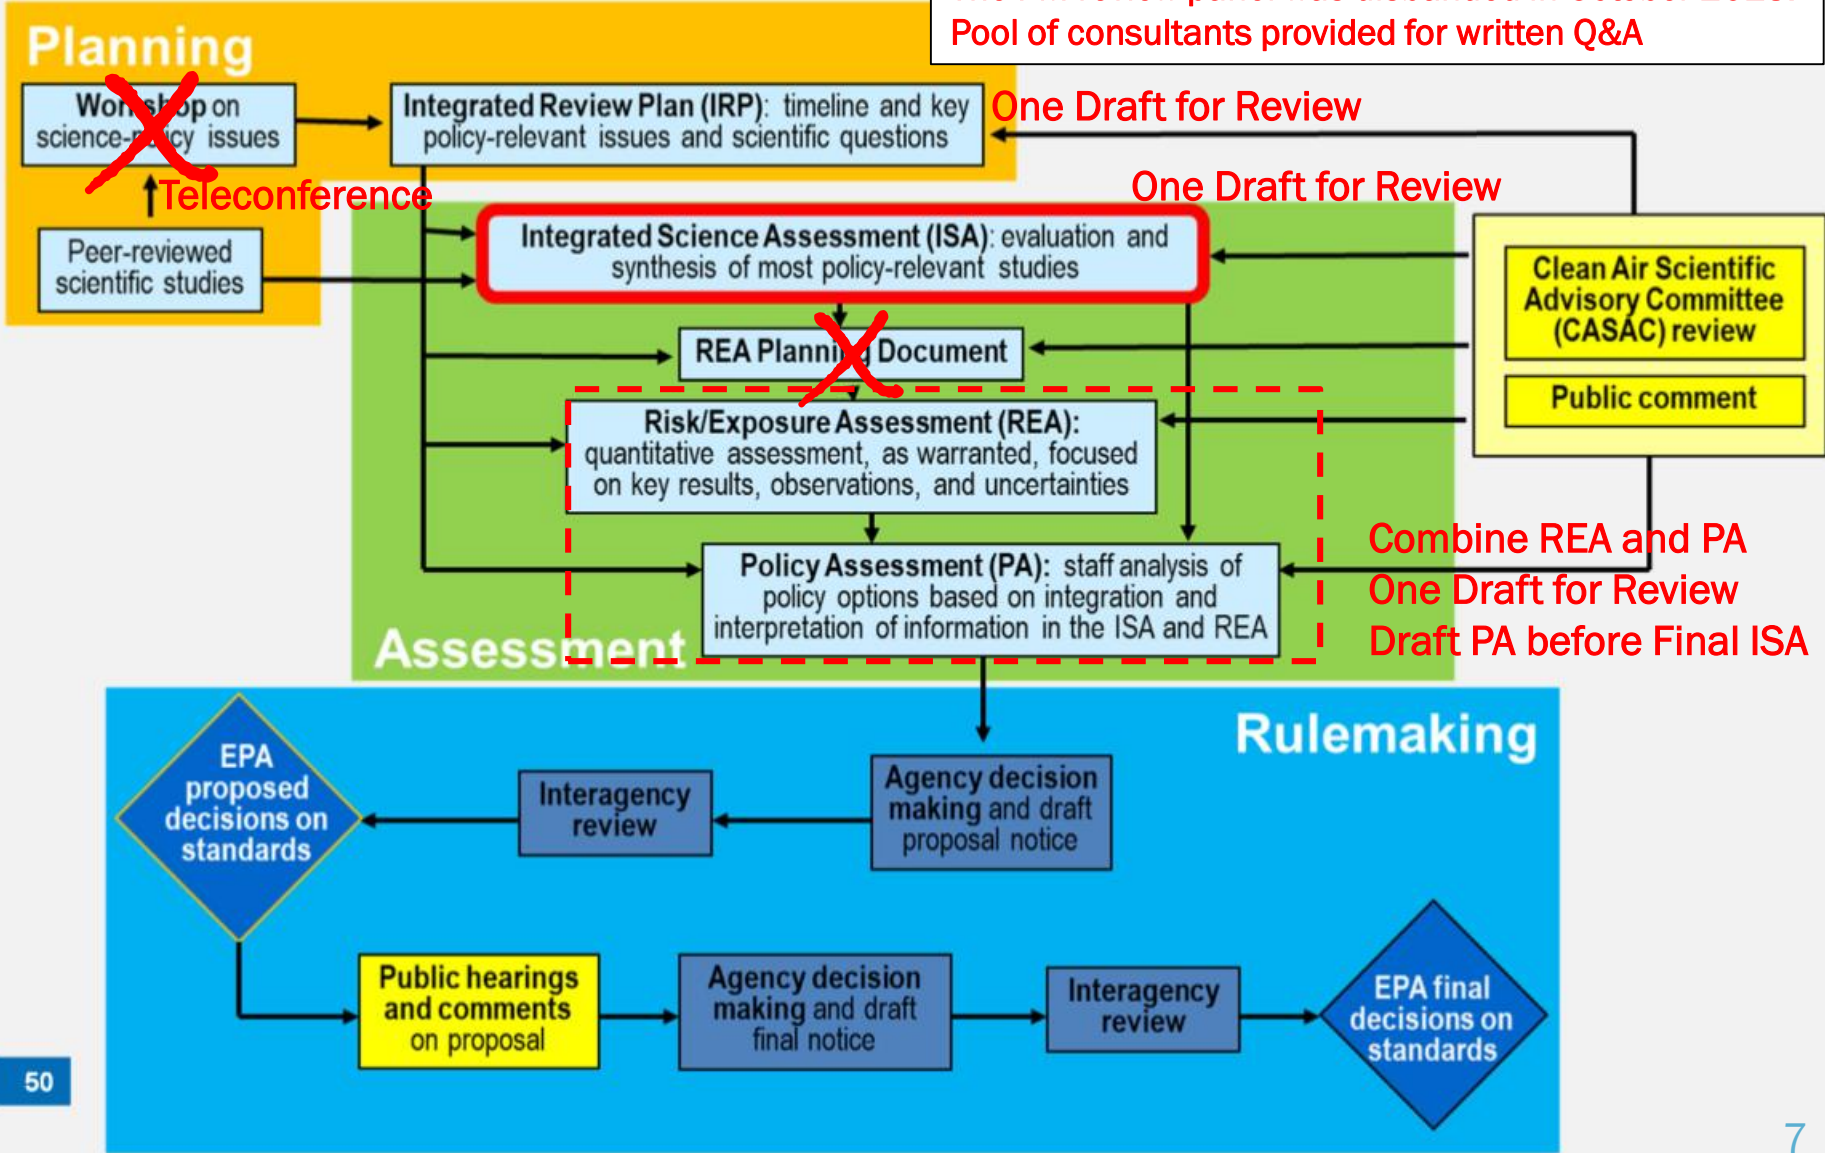 Pool of consultants provided for written Q&A
Planning
Workshop on
science-policy issues
Integrated Review Plan (IRP): timeline and key
policy-relevant issues and scientific questions
One Draft for Review
Teleconference
One Draft for Review
Peer-reviewed
scientific studies
Integrated Science Assessment (ISA): evaluation and
synthesis of most policy-relevant studies
Clean Air Scientific
Advisory Committee
(CASAC) review
Public comment
REA Planning Document
Risk/Exposure Assessment (REA):
quantitative assessment, as warranted, focused
on key results, observations, and uncertainties
Policy Assessment (PA): staff analysis of
policy options based on integration and
interpretation of information in the ISA and REA
Assessment
Combine REA and PA
One Draft for Review
Draft PA before Final ISA
Rulemaking
EPA
proposed
decisions on
standards
Interagency
review
Agency decision
making and draft
proposal notice
Public hearings
and comments
on proposal
Agency decision
making and draft
final notice
Interagency
review
EPA final
decisions on
standards
50
7